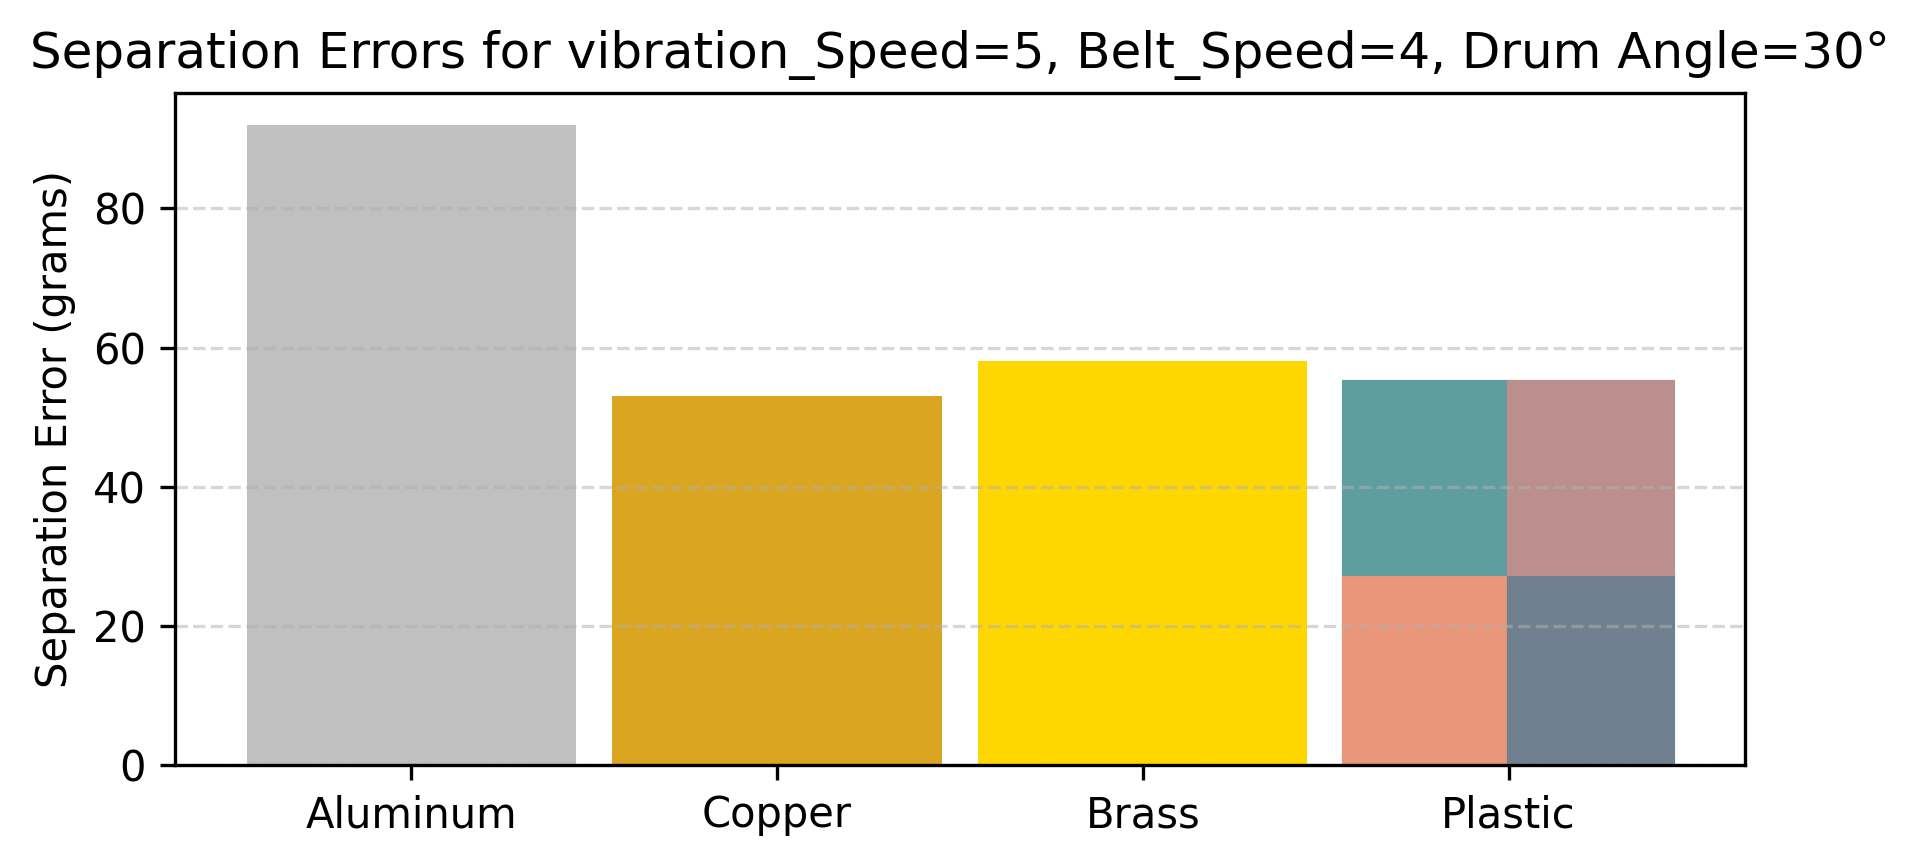 Separation Errors for vibration_Speed=5, Belt_Speed=4, Drum Angle=30°
Separation Error (grams)
80
60
40
20
0
Aluminum
Copper
Brass
Plastic